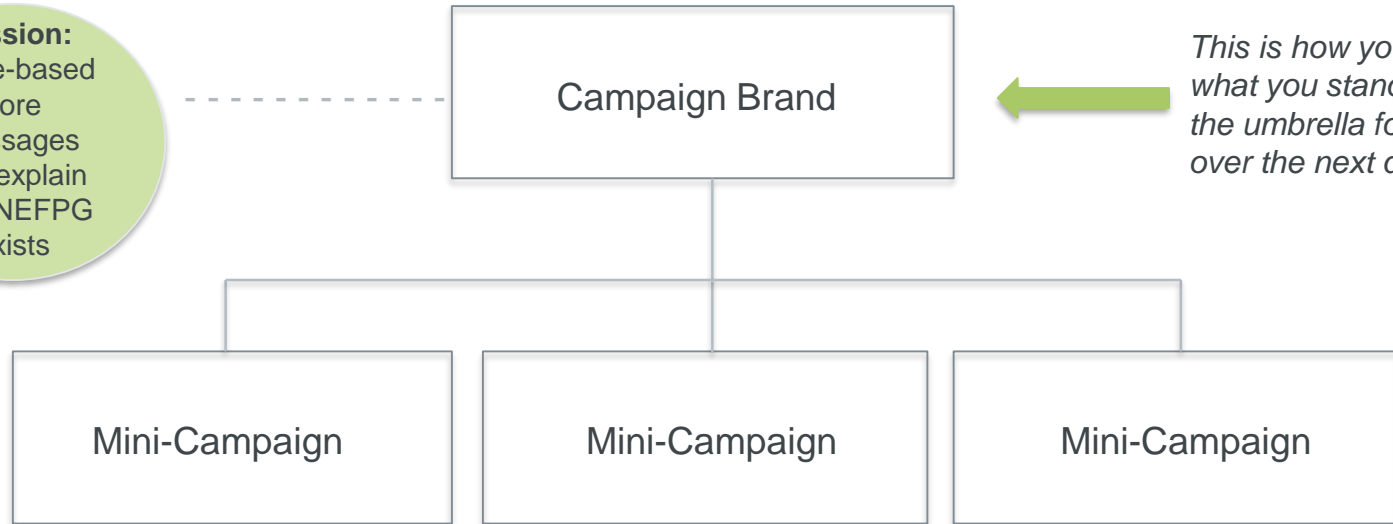 ssion:
e-based
ore
sages
explain
NEFPG
xists
Campaign Brand
This is how yo
what you stand
the umbrella fo
over the next
Mini-Campaign
Mini-Campaign
Mini-Campaign